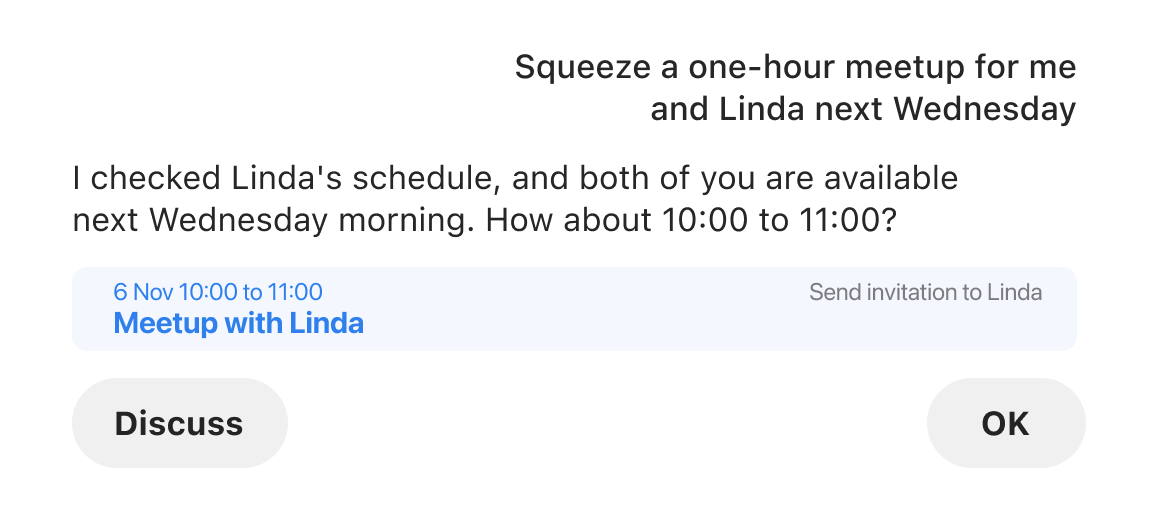 Squeeze a one-hour meetup for me
and Linda next Wednesday
I checked Linda's schedule, and both of you are available
next Wednesday morning. How about 10:00 to 11:00?
6 Nov 10:00 to 11:00
Send invitation to Linda
Meetup with Linda
Discuss
OK